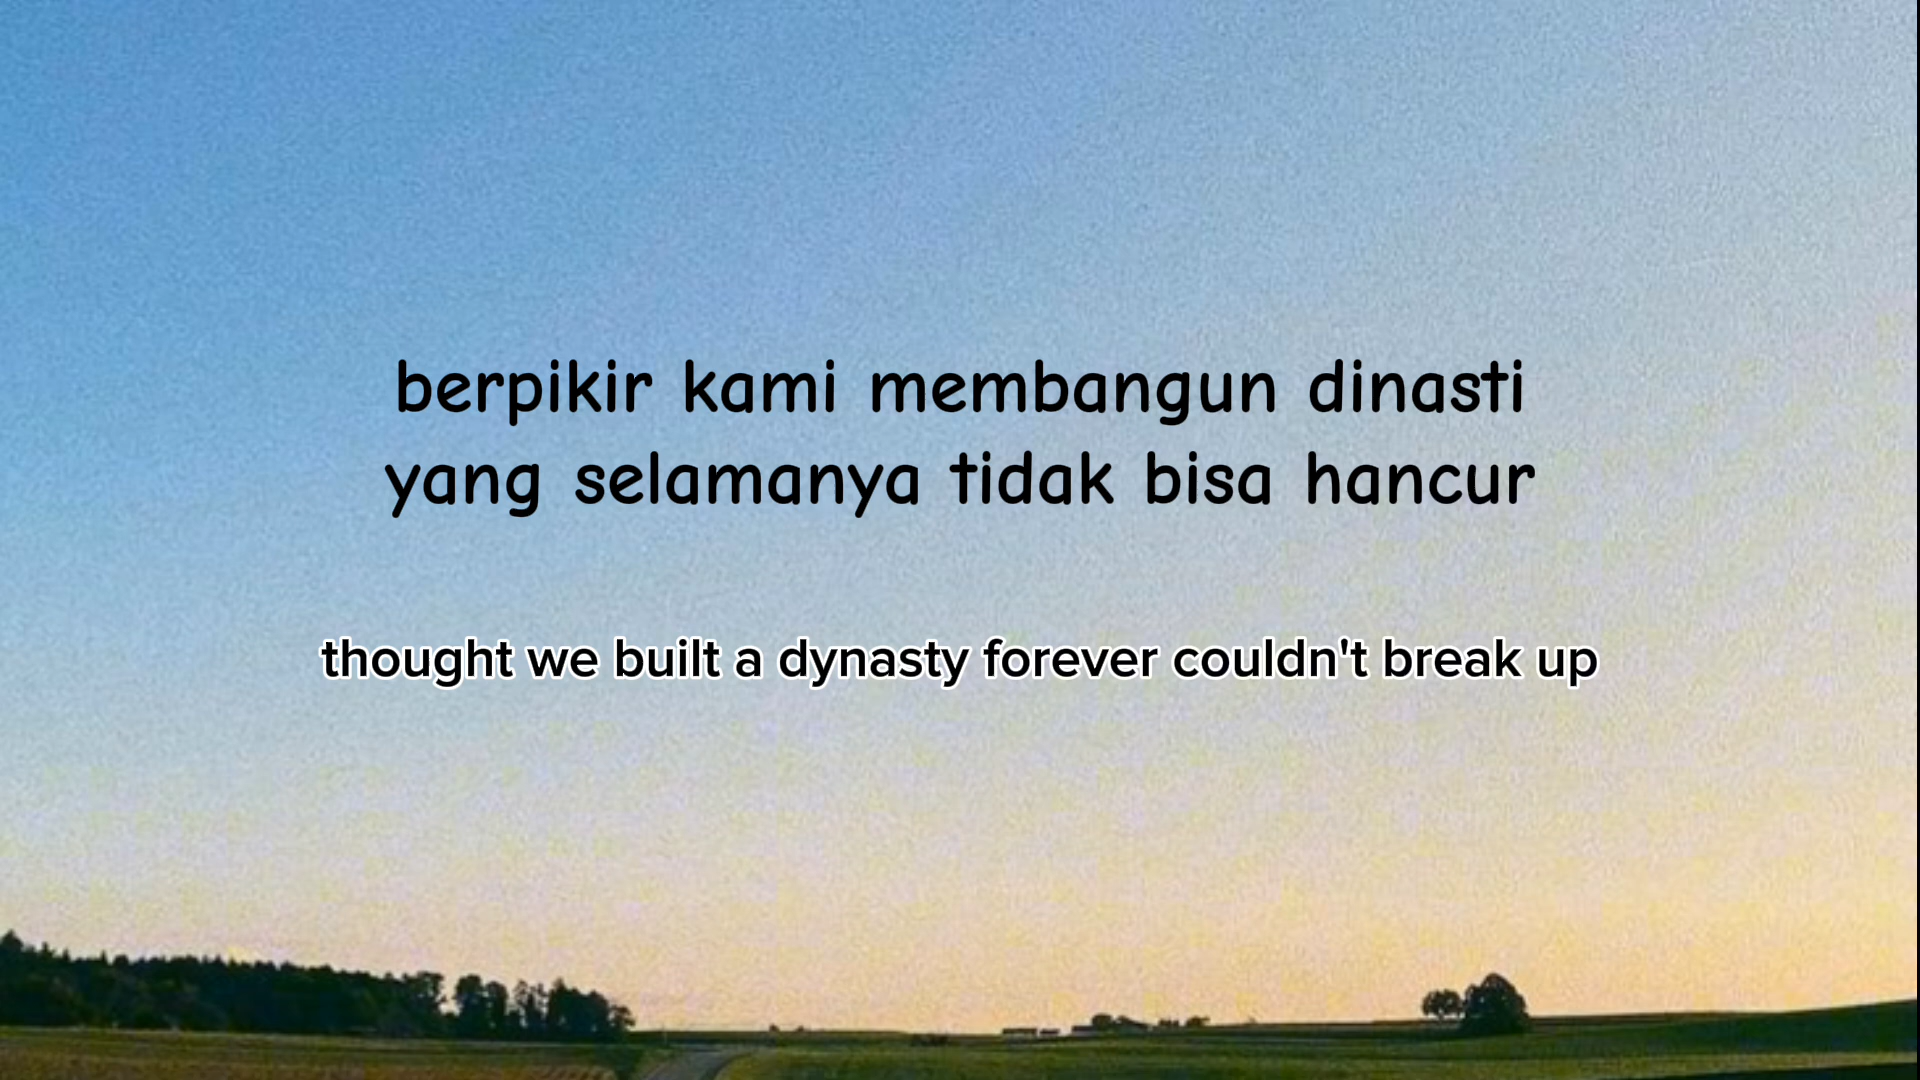 berpikir kami membangun dinasti
yang selamanya tidak bisa hancur
thought we built a dynasty forever couldn't break up